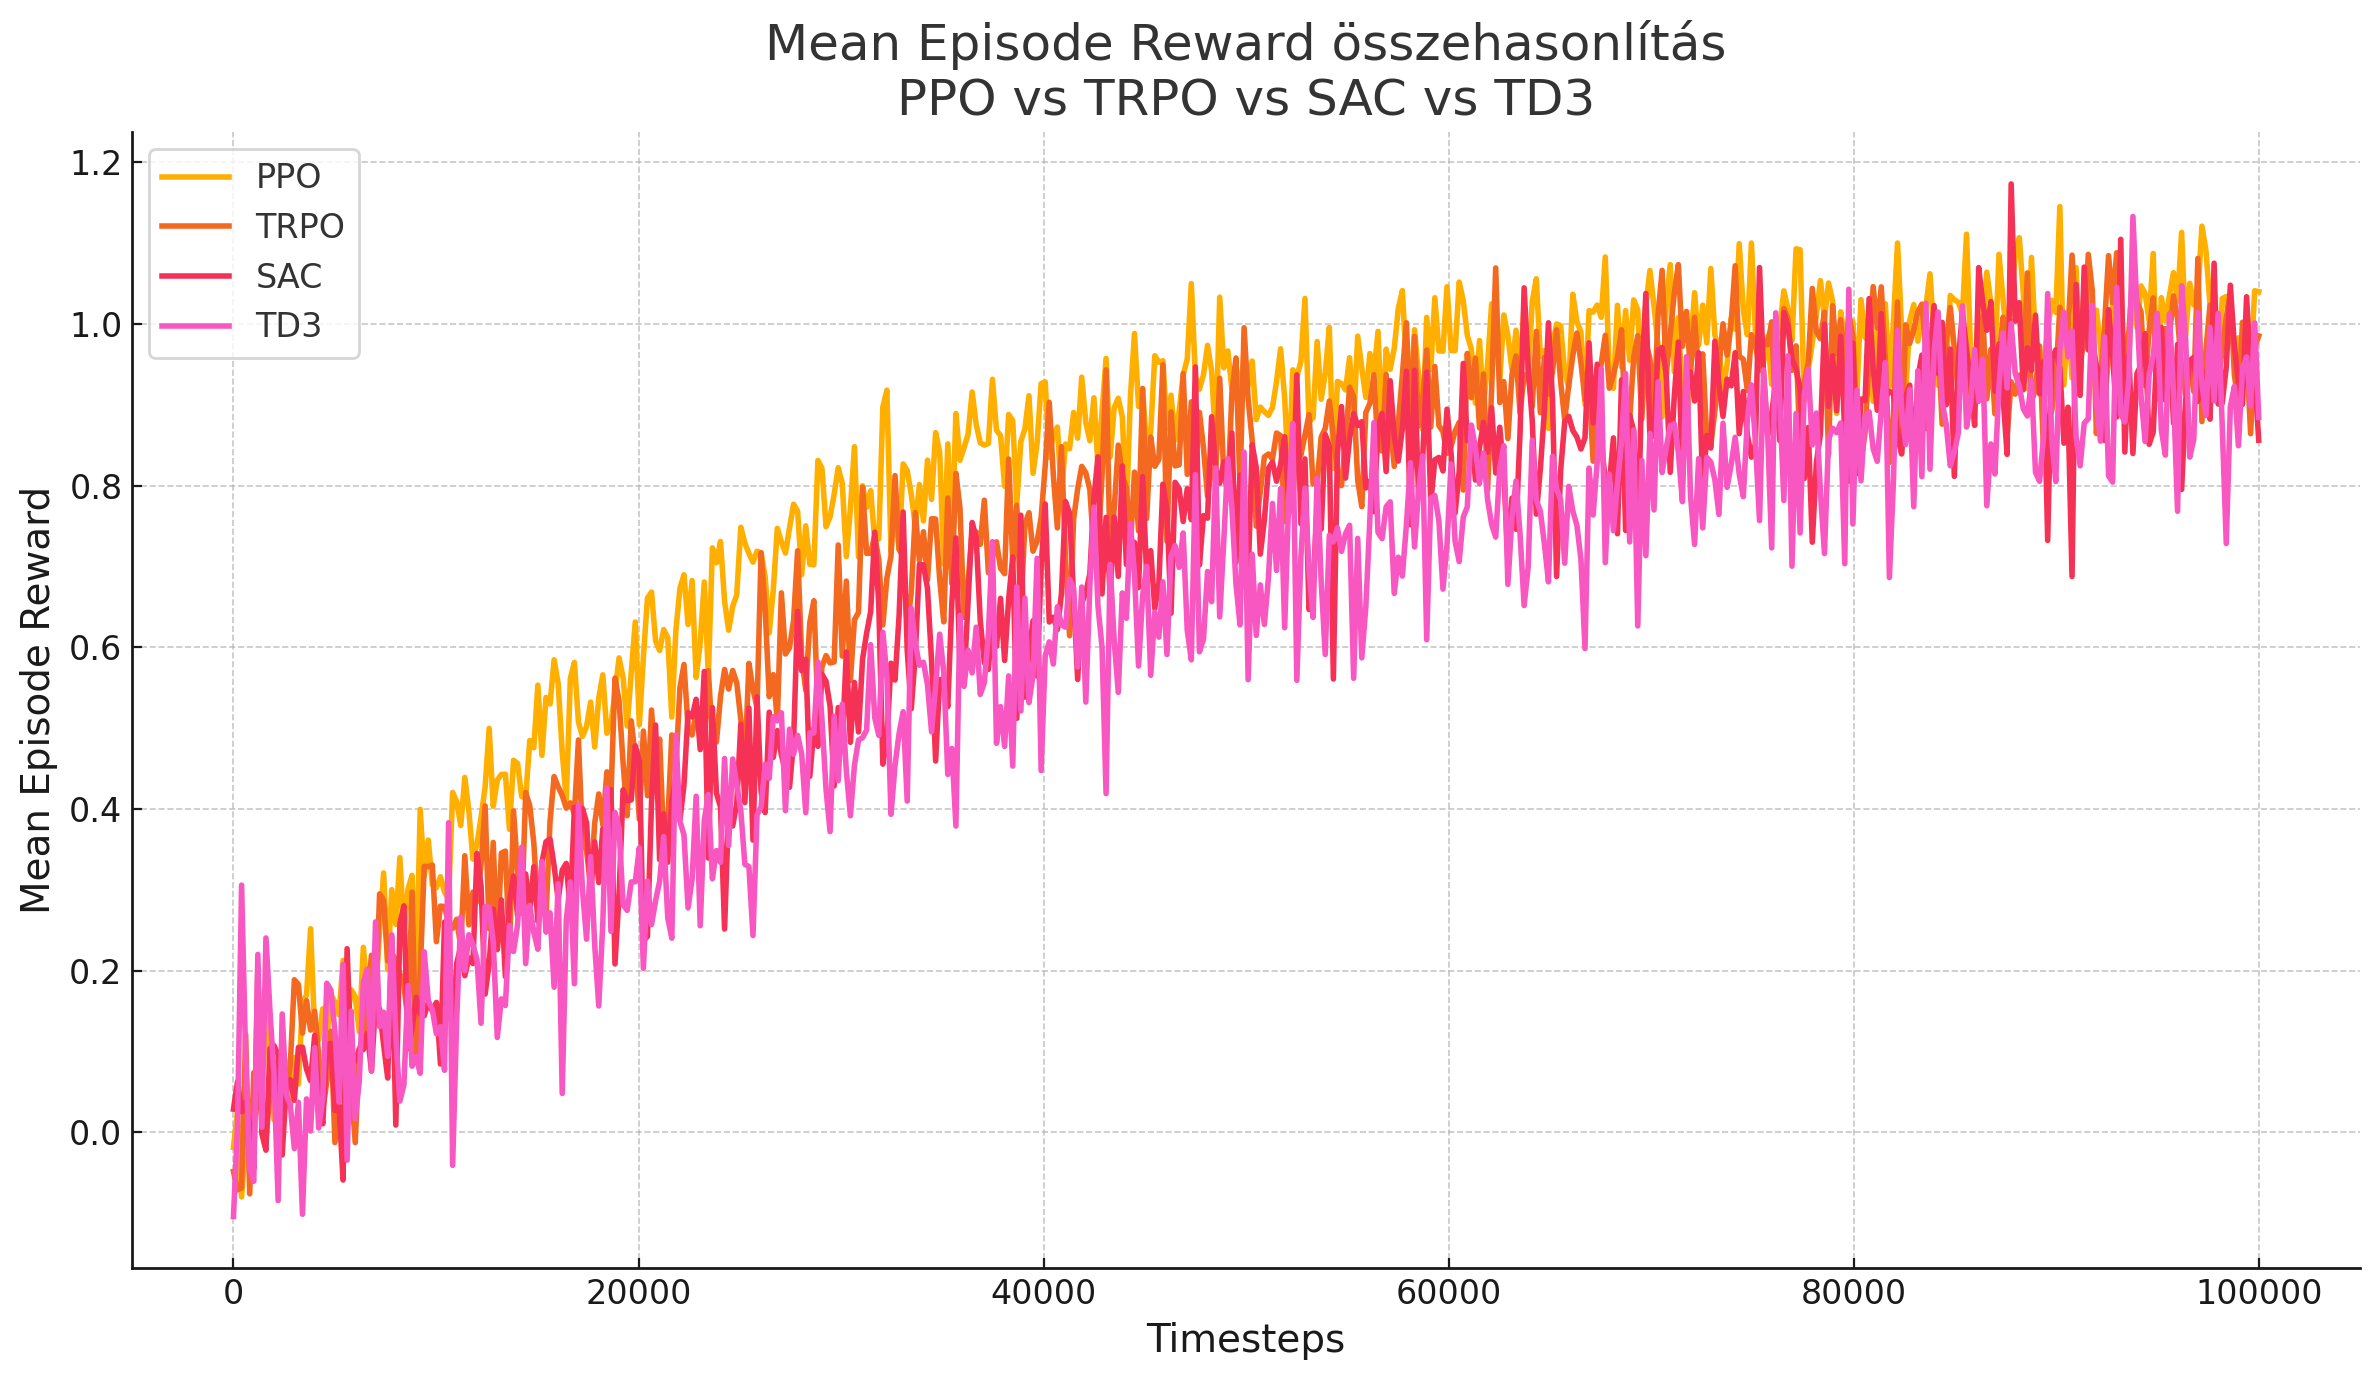 Mean Episode Reward összehasonlítás
PPO vs TRPO vs SAC vs TD3
PPO
TRPO
SAC
TD3
Mean Episode Reward
1.2
1.0
0.8
0.6
0.4
0.2
0.0
0
20000
40000
60000
80000
100000
Timesteps